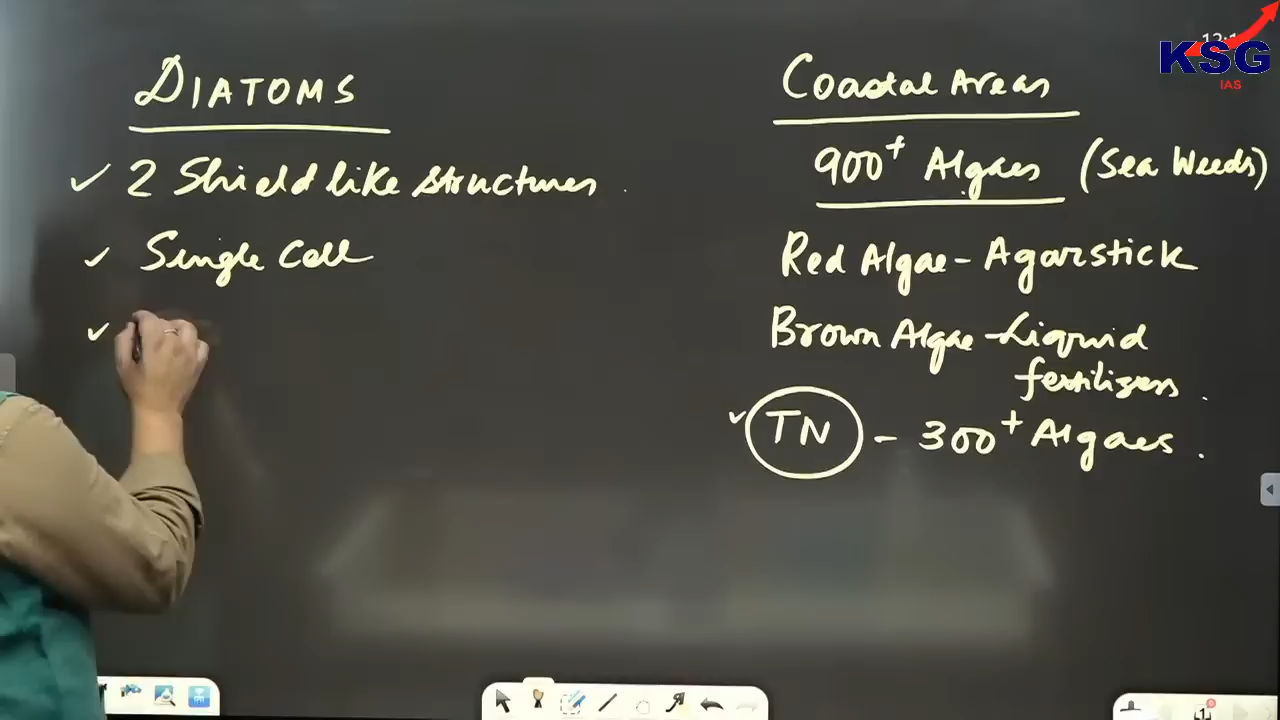 DIATOMS
✓ 2 Shield like structures
✓ Single Cell
✓
Coastal Areas
900+ Algaes (Sea Weeds)
Red Algae - Agarstick
Brown Algae - Liquid
fertilizers.
✓ TN - 300+ Algaes.
KSG
IAS